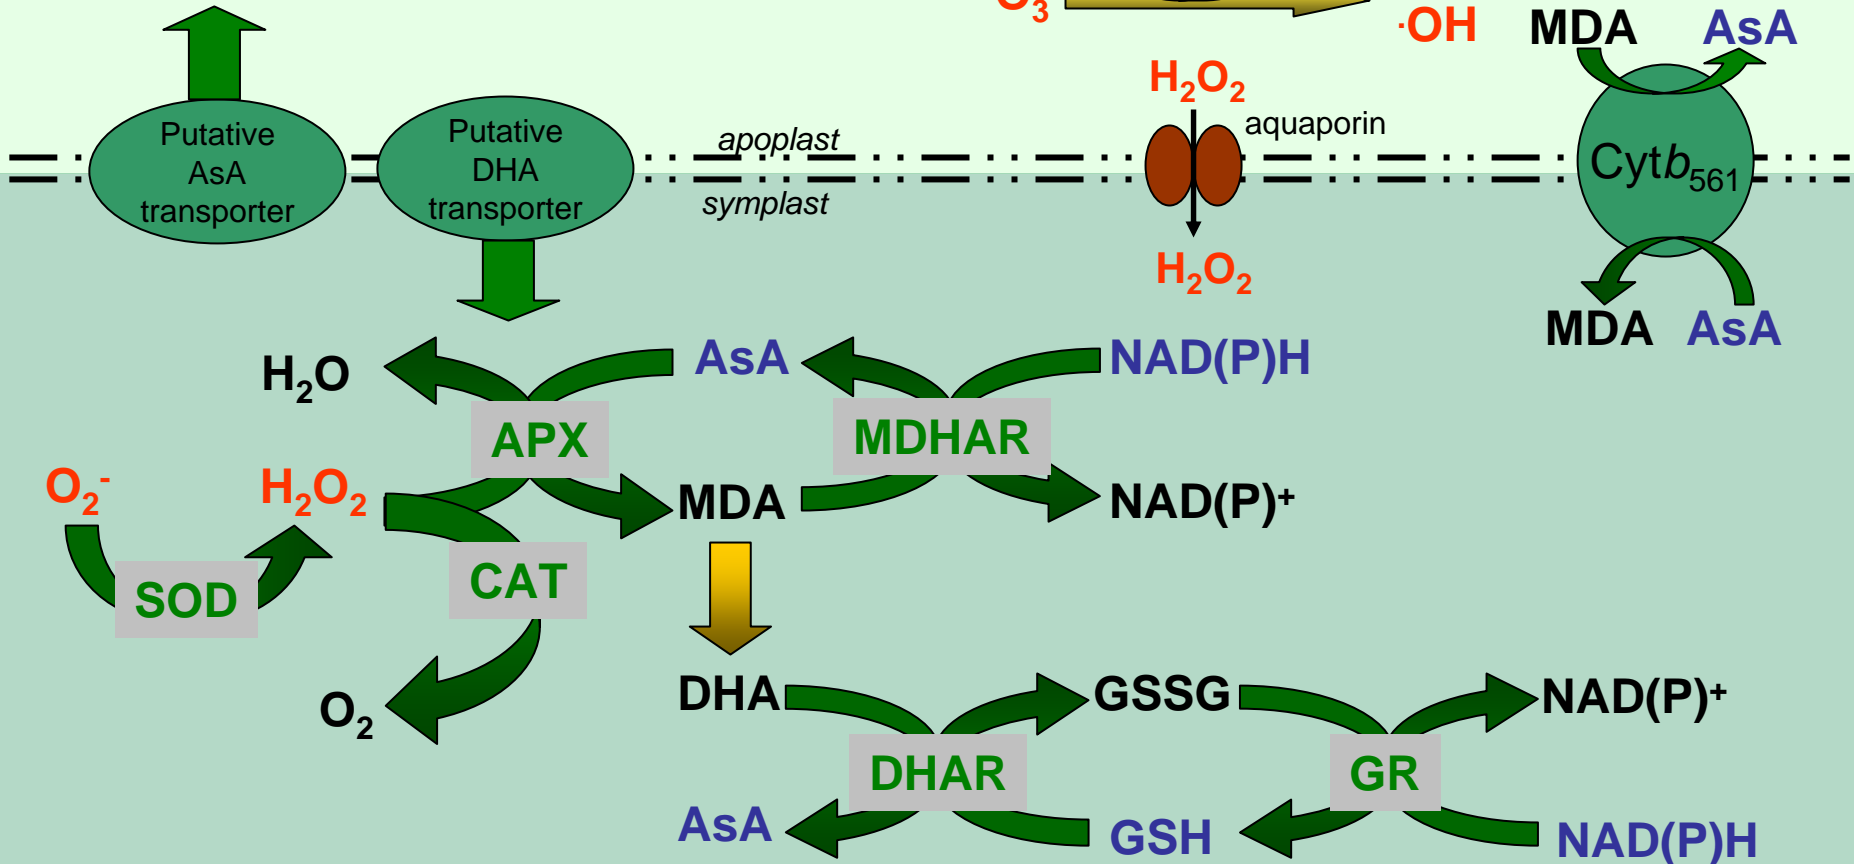 O₃
·OH
MDA
AsA
H₂O₂
aquaporin
Putative
AsA
transporter
Putative
DHA
transporter
apoplast
symplast
Cytb₅₆₁
H₂O₂
MDA
AsA
H₂O
AsA
NAD(P)H
APX
MDHAR
O₂⁻
H₂O₂
MDA
NAD(P)⁺
SOD
CAT
O₂
DHA
GSSG
NAD(P)⁺
DHAR
GR
AsA
GSH
NAD(P)H